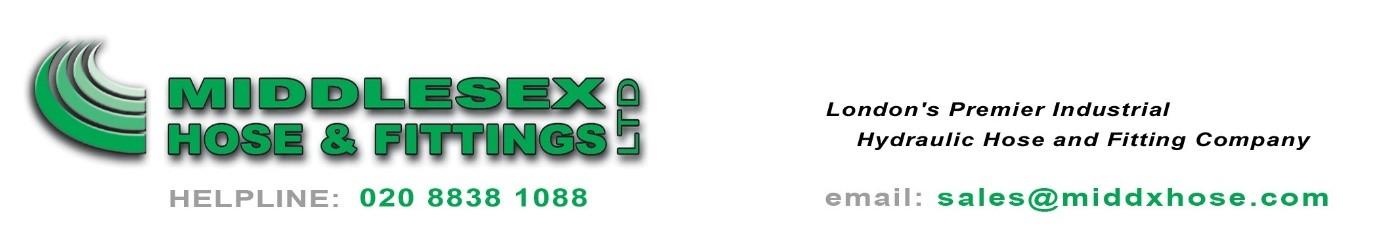 MIDDLESEX
HOSE & FITTINGS LTD
HELPLINE: 020 8838 1088
London's Premier Industrial
Hydraulic Hose and Fitting Company
email: sales@middxhose.com